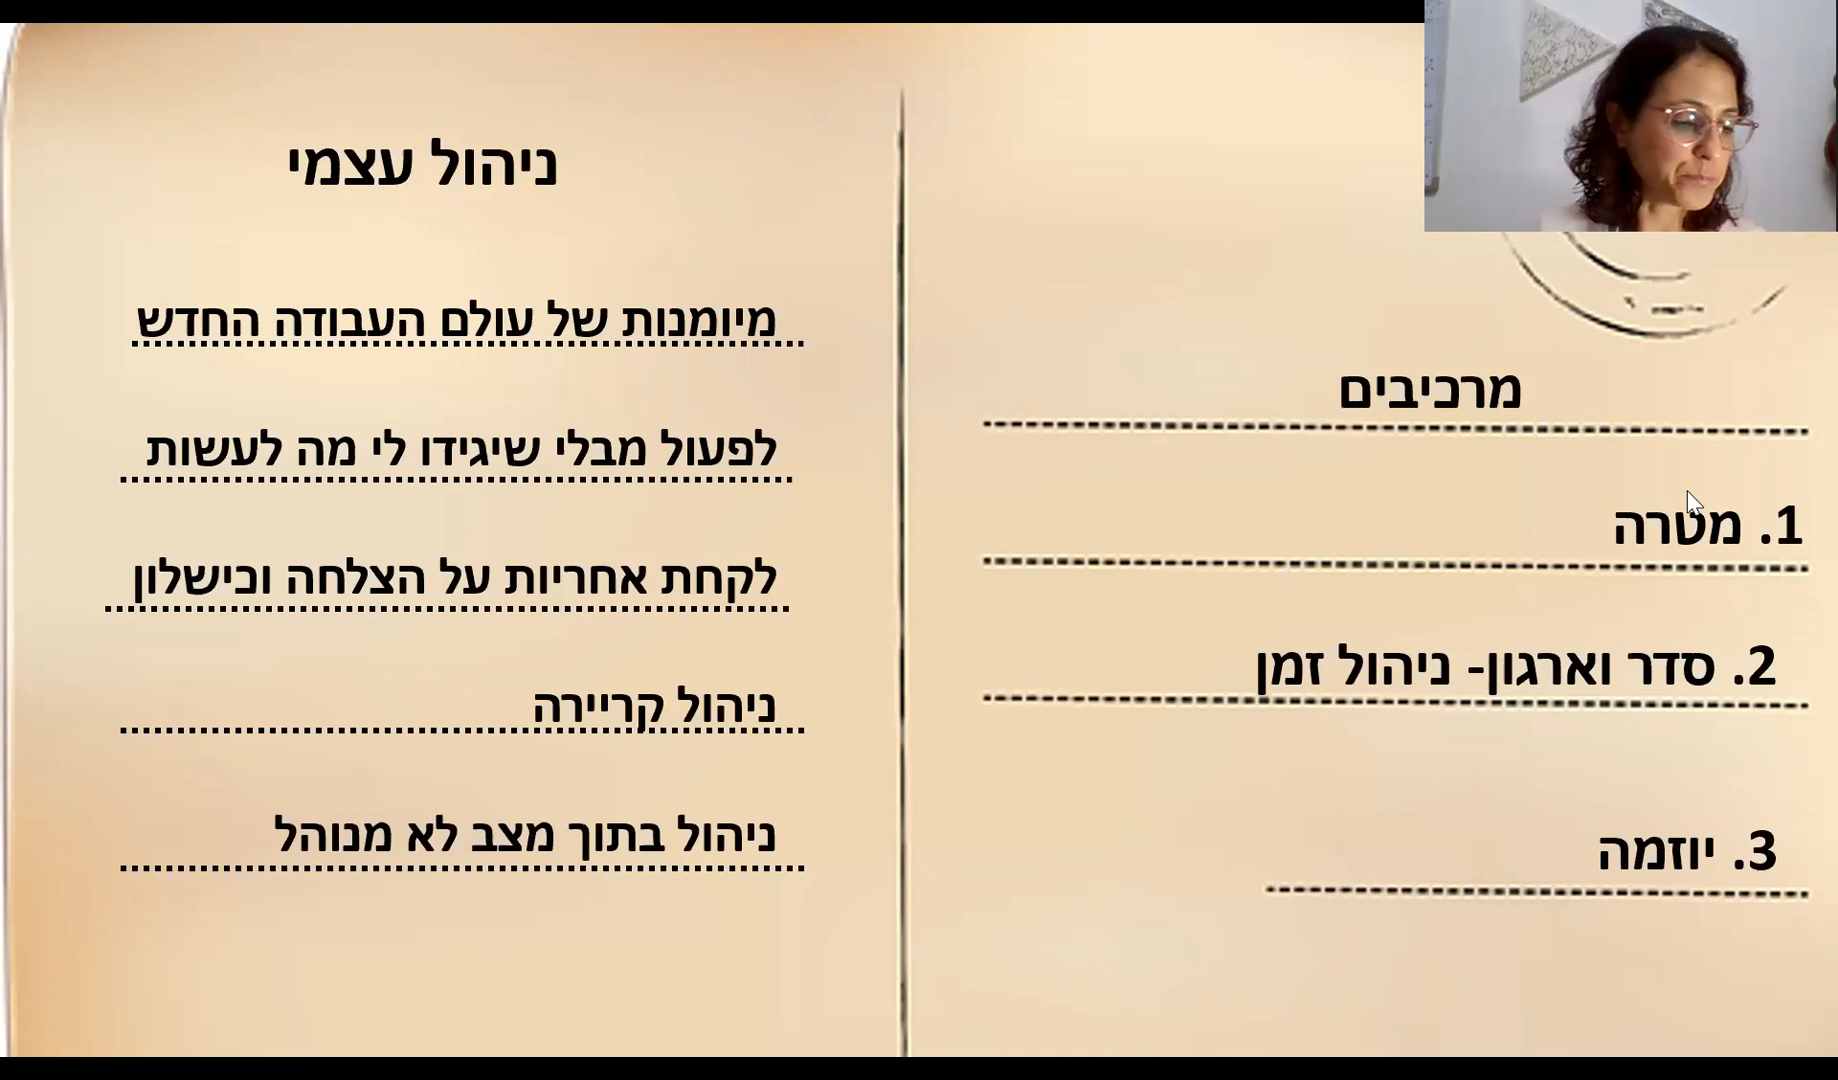 מרכיבים
1. מטרה
2. סדר וארגון- ניהול זמן
3. יוזמה
ניהול עצמי
מיומנות של עולם העבודה החדש
לפעול מבלי שיגידו לי מה לעשות
לקחת אחריות על הצלחה וכישלון
ניהול קריירה
ניהול בתוך מצב לא מנוהל